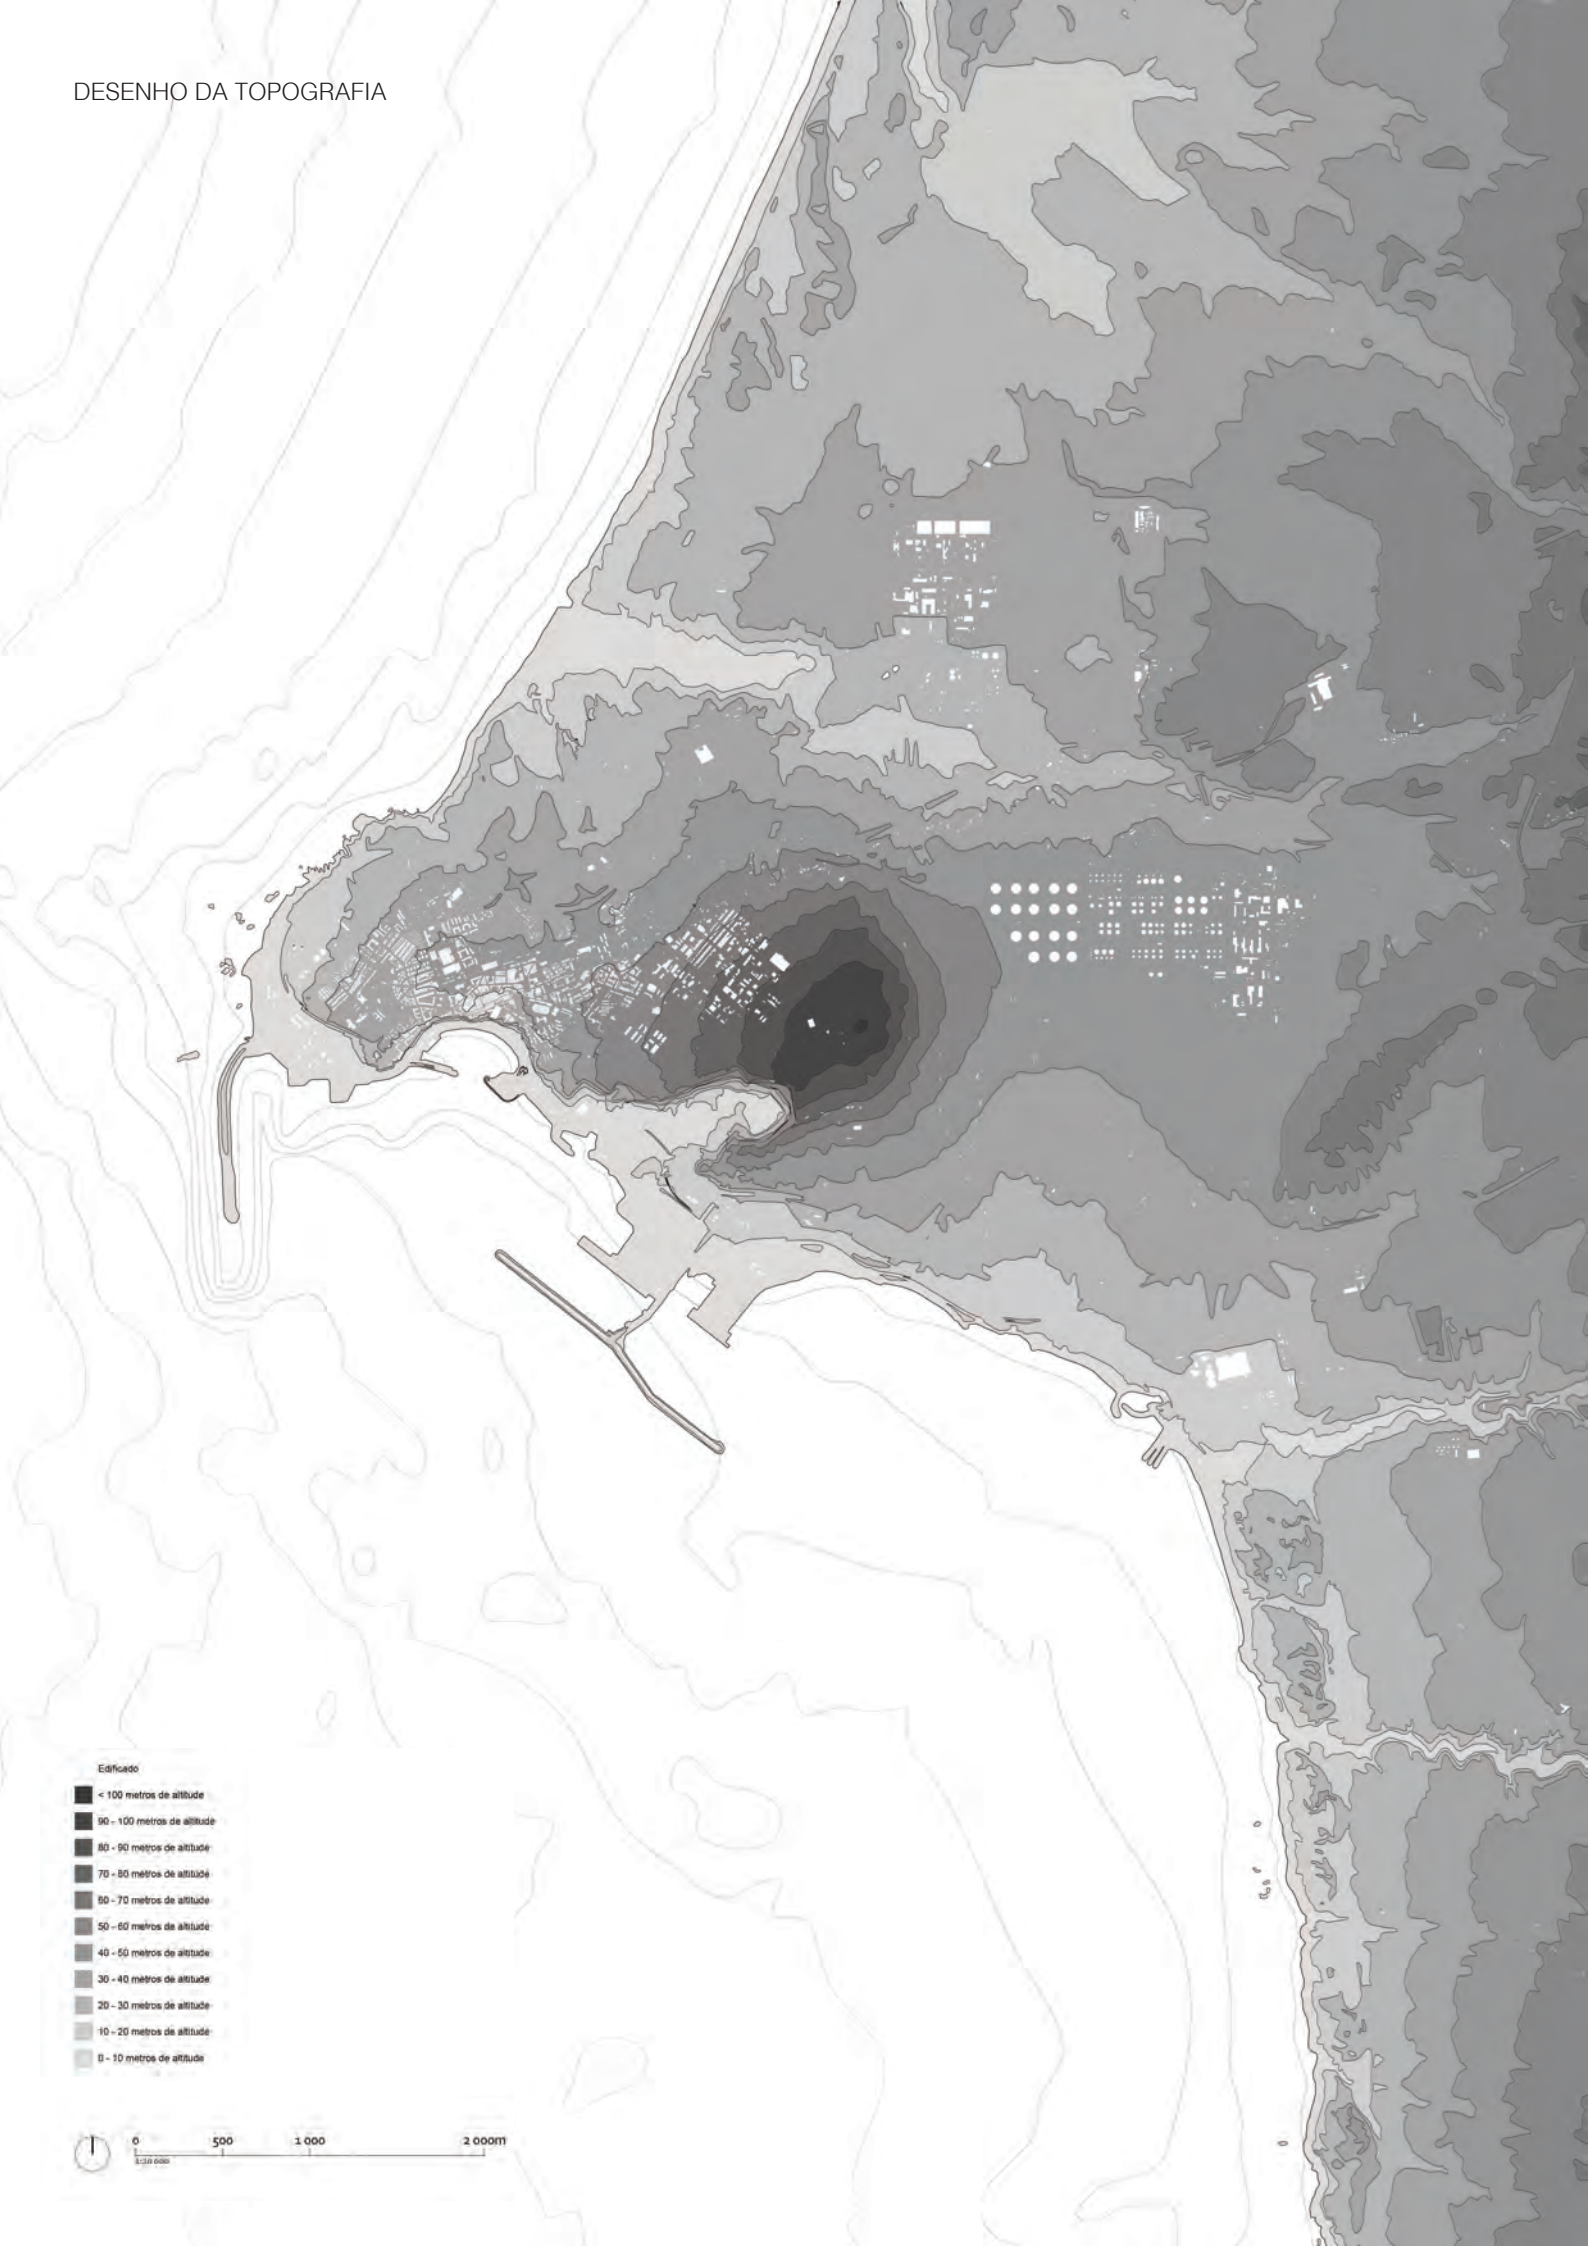 DESENHO DA TOPOGRAFIA
Edificado
< 100 metros de altitude
90 - 100 metros de altitude
80 - 90 metros de altitude
70 - 80 metros de altitude
60 - 70 metros de altitude
50 - 60 metros de altitude
40 - 50 metros de altitude
30 - 40 metros de altitude
20 - 30 metros de altitude
10 - 20 metros de altitude
0 - 10 metros de altitude
0 500 1 000 2 000m